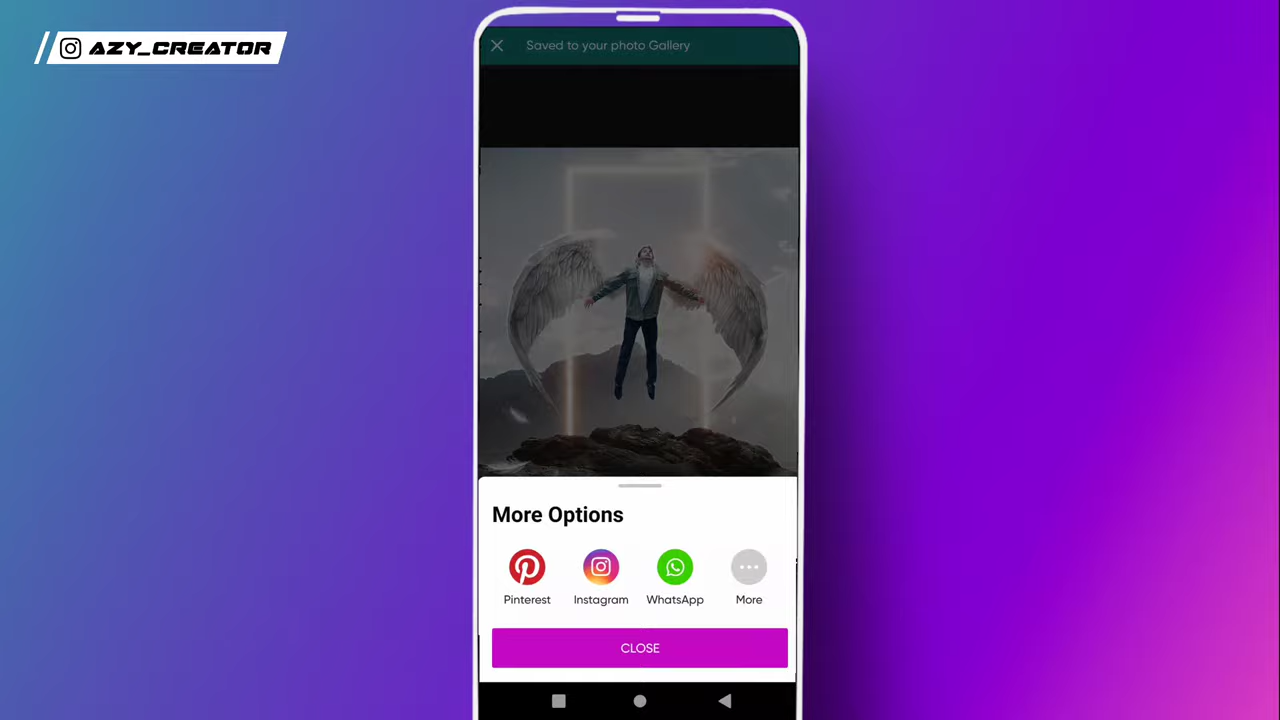 AZY_CREATOR
Saved to your photo Gallery
More Options
Pinterest
Instagram
WhatsApp
More
CLOSE